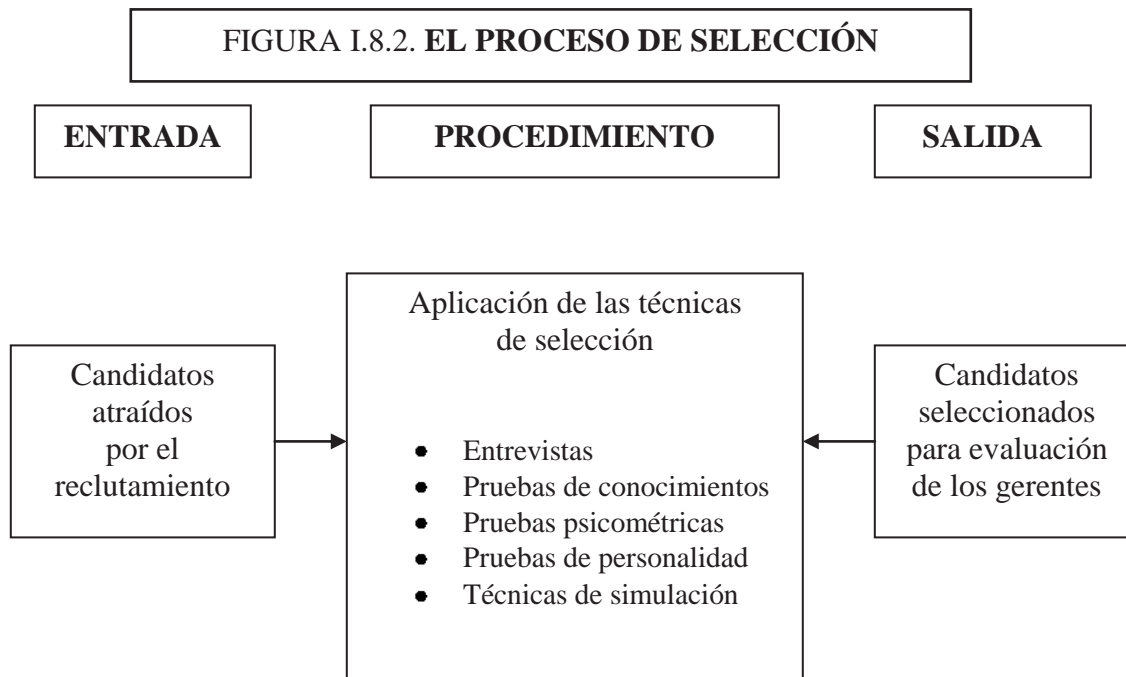 FIGURA I.8.2. EL PROCESO DE SELECCIÓN
ENTRADA
PROCEDIMIENTO
SALIDA
Candidatos
atraídos
por el
reclutamiento
Aplicación de las técnicas
de selección
● Entrevistas
● Pruebas de conocimientos
● Pruebas psicométricas
● Pruebas de personalidad
● Técnicas de simulación
Candidatos
seleccionados
para evaluación
de los gerentes